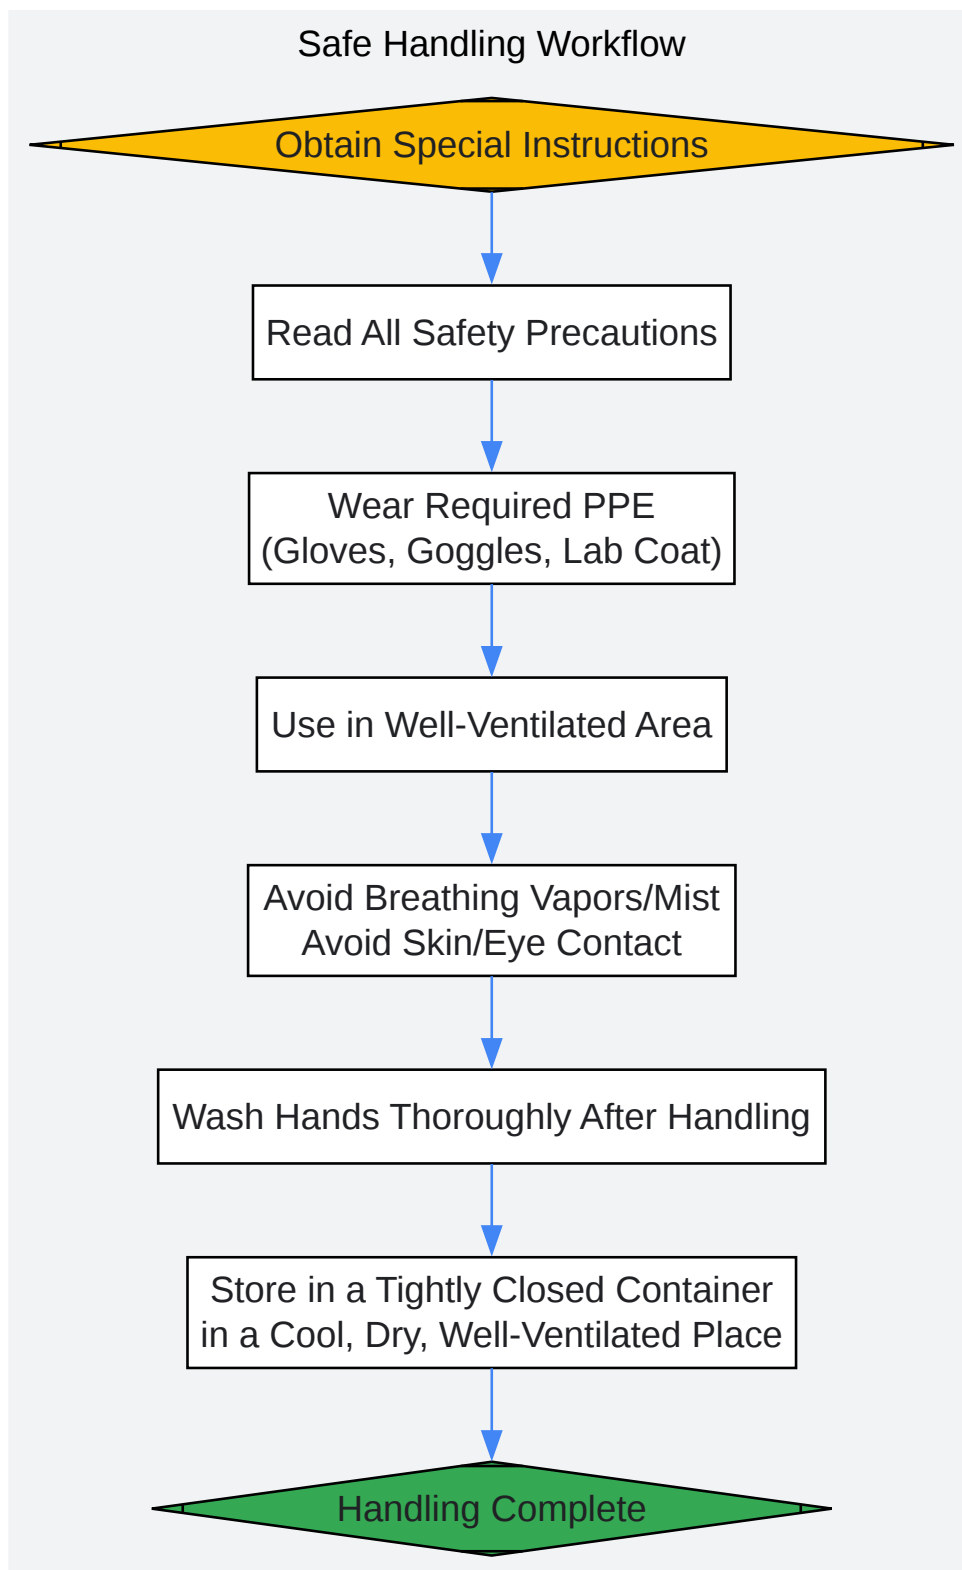 Safe Handling Workflow
Obtain Special Instructions
Read All Safety Precautions
Wear Required PPE
(Gloves, Goggles, Lab Coat)
Use in Well-Ventilated Area
Avoid Breathing Vapors/Mist
Avoid Skin/Eye Contact
Wash Hands Thoroughly After Handling
Store in a Tightly Closed Container
in a Cool, Dry, Well-Ventilated Place
Handling Complete